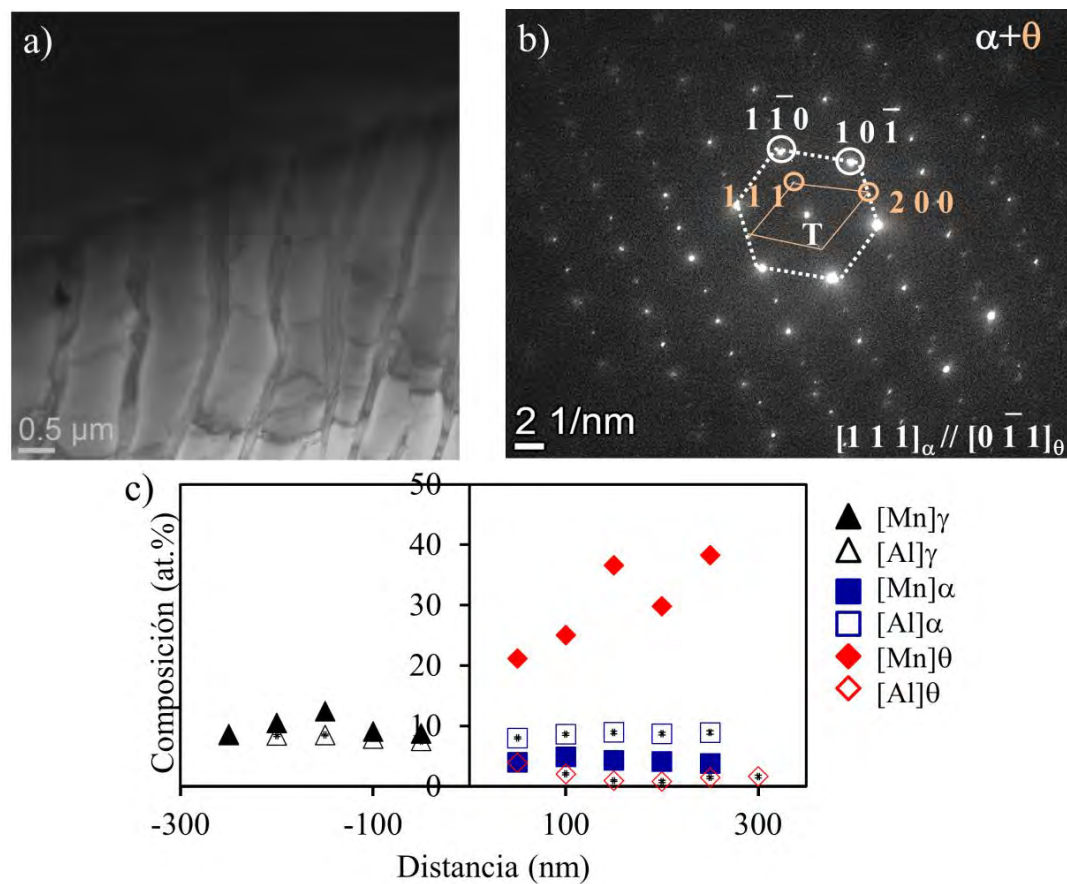 a)
0.5 µm
b)
α+θ
1 1̄ 0
1 0 1̄
1 1 1
2 0 0
T
2 1/nm
[1 1 1]α // [0 1̄ 1]θ
c)
Composición (at.%)
50
40
30
20
10
0
-300
-100
100
300
Distancia (nm)
[Mn]γ
[Al]γ
[Mn]α
[Al]α
[Mn]θ
[Al]θ